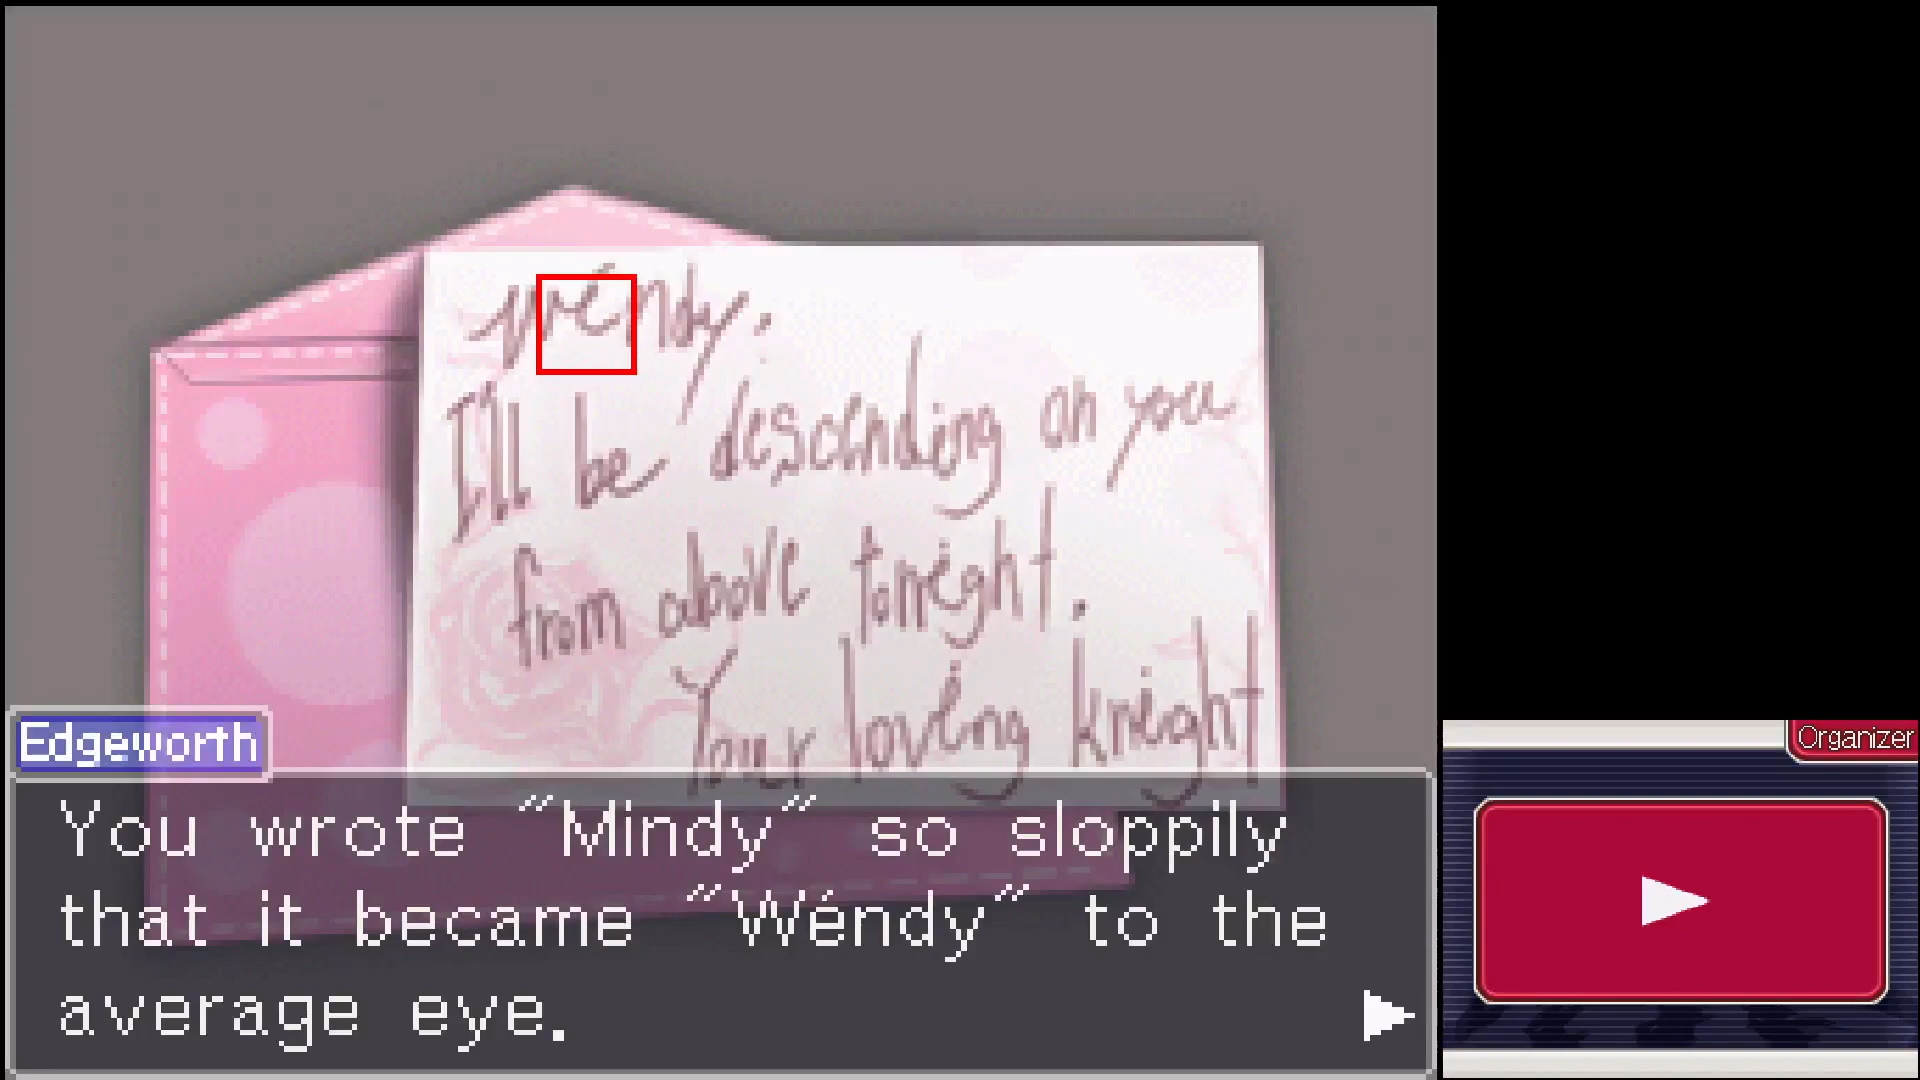 Wéndy.
I'll be descending on you
from above tonight.
Your loving knight
Edgeworth
You wrote "Mindy" so sloppily
that it became "Wéndy" to the
average eye.
Organizer